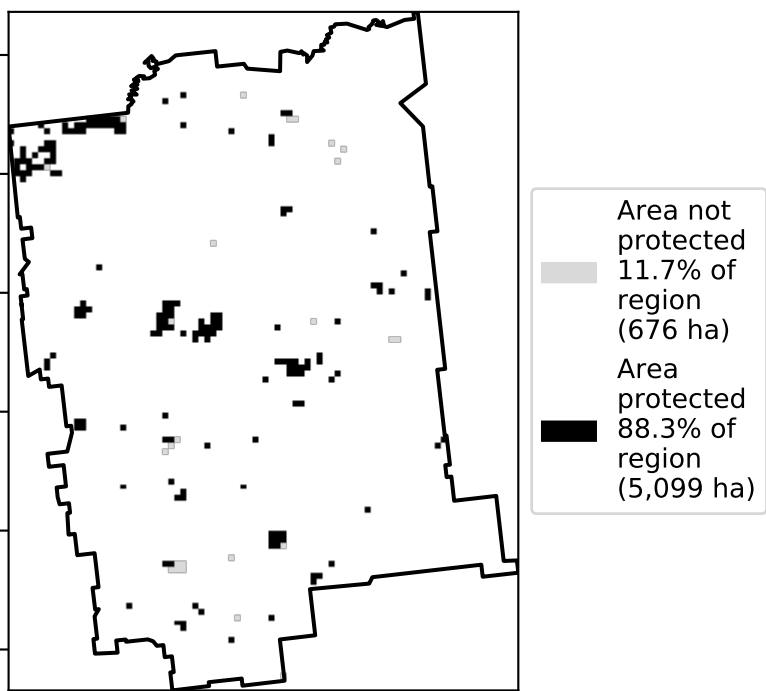 Area not
protected
11.7% of
region
(676 ha)
Area
protected
88.3% of
region
(5,099 ha)